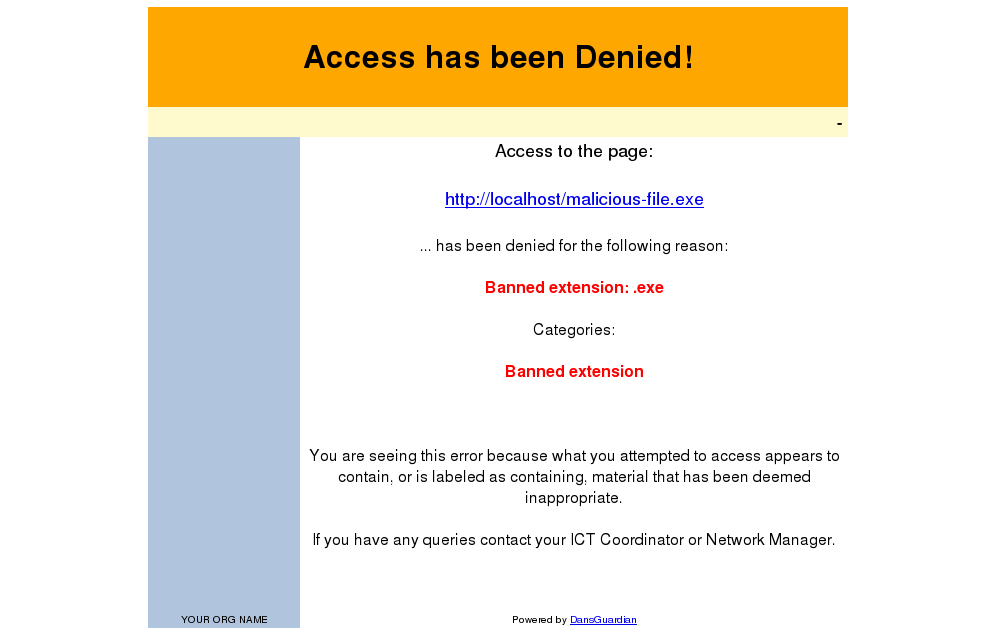 Access has been Denied!
-
Access to the page:
http://localhost/malicious-file.exe
... has been denied for the following reason:
Banned extension: .exe
Categories:
Banned extension
You are seeing this error because what you attempted to access appears to
contain, or is labeled as containing, material that has been deemed
inappropriate.
If you have any queries contact your ICT Coordinator or Network Manager.
YOUR ORG NAME
Powered by DansGuardian